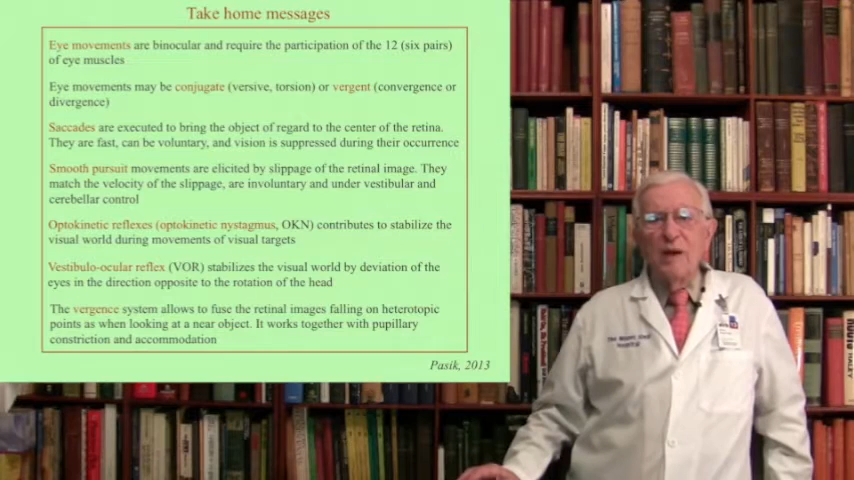 Take home messages
Eye movements are binocular and require the participation of the 12 (six pairs)
of eye muscles
Eye movements may be conjugate (versive, torsion) or vergent (convergence or
divergence)
Saccades are executed to bring the object of regard to the center of the retina.
They are fast, can be voluntary, and vision is suppressed during their occurrence
Smooth pursuit movements are elicited by slippage of the retinal image. They
match the velocity of the slippage, are involuntary and under vestibular and
cerebellar control
Optokinetic reflexes (optokinetic nystagmus, OKN) contributes to stabilize the
visual world during movements of visual targets
Vestibulo-ocular reflex (VOR) stabilizes the visual world by deviation of the
eyes in the direction opposite to the rotation of the head
The vergence system allows to fuse the retinal images falling on heterotopic
points as when looking at a near object. It works together with pupillary
constriction and accommodation
Pasik, 2013
The Mount Sinai
Hospital